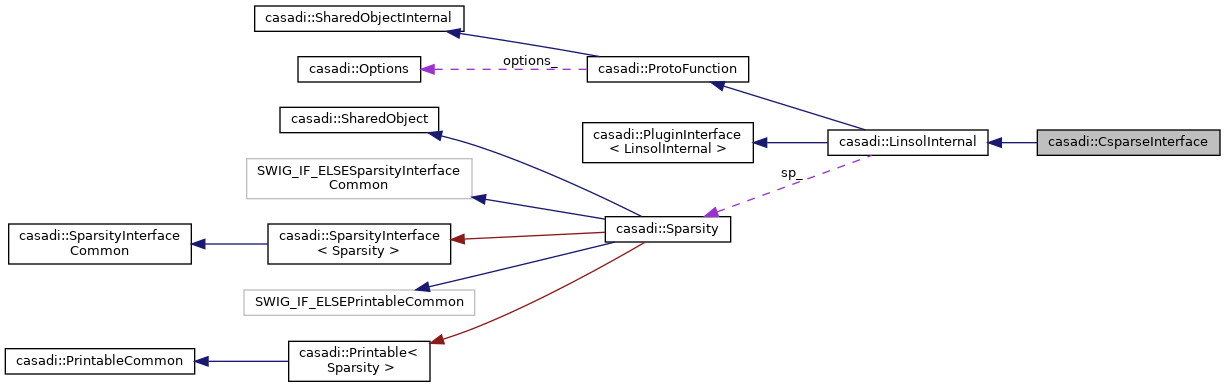 casadi::SharedObjectInternal
casadi::Options
options_
casadi::ProtoFunction
casadi::SharedObject
casadi::PluginInterface
< LinsolInternal >
casadi::LinsolInternal
casadi::CsparseInterface
SWIG_IF_ELSESparsityInterface
Common
sp_
casadi::SparsityInterface
Common
casadi::SparsityInterface
< Sparsity >
casadi::Sparsity
SWIG_IF_ELSEPrintableCommon
casadi::PrintableCommon
casadi::Printable<
Sparsity >